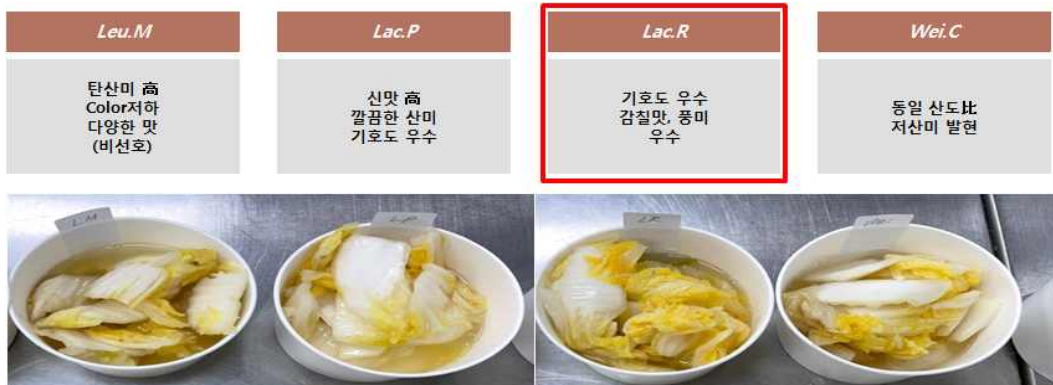 Leu.M
탄산미 高
Color저하
다양한 맛
(비선호)
Lac.P
신맛 高
깔끔한 산미
기호도 우수
Lac.R
기호도 우수
감칠맛, 풍미
우수
Wei.C
동일 산도比
저산미 발현
L.M
L.P
LR